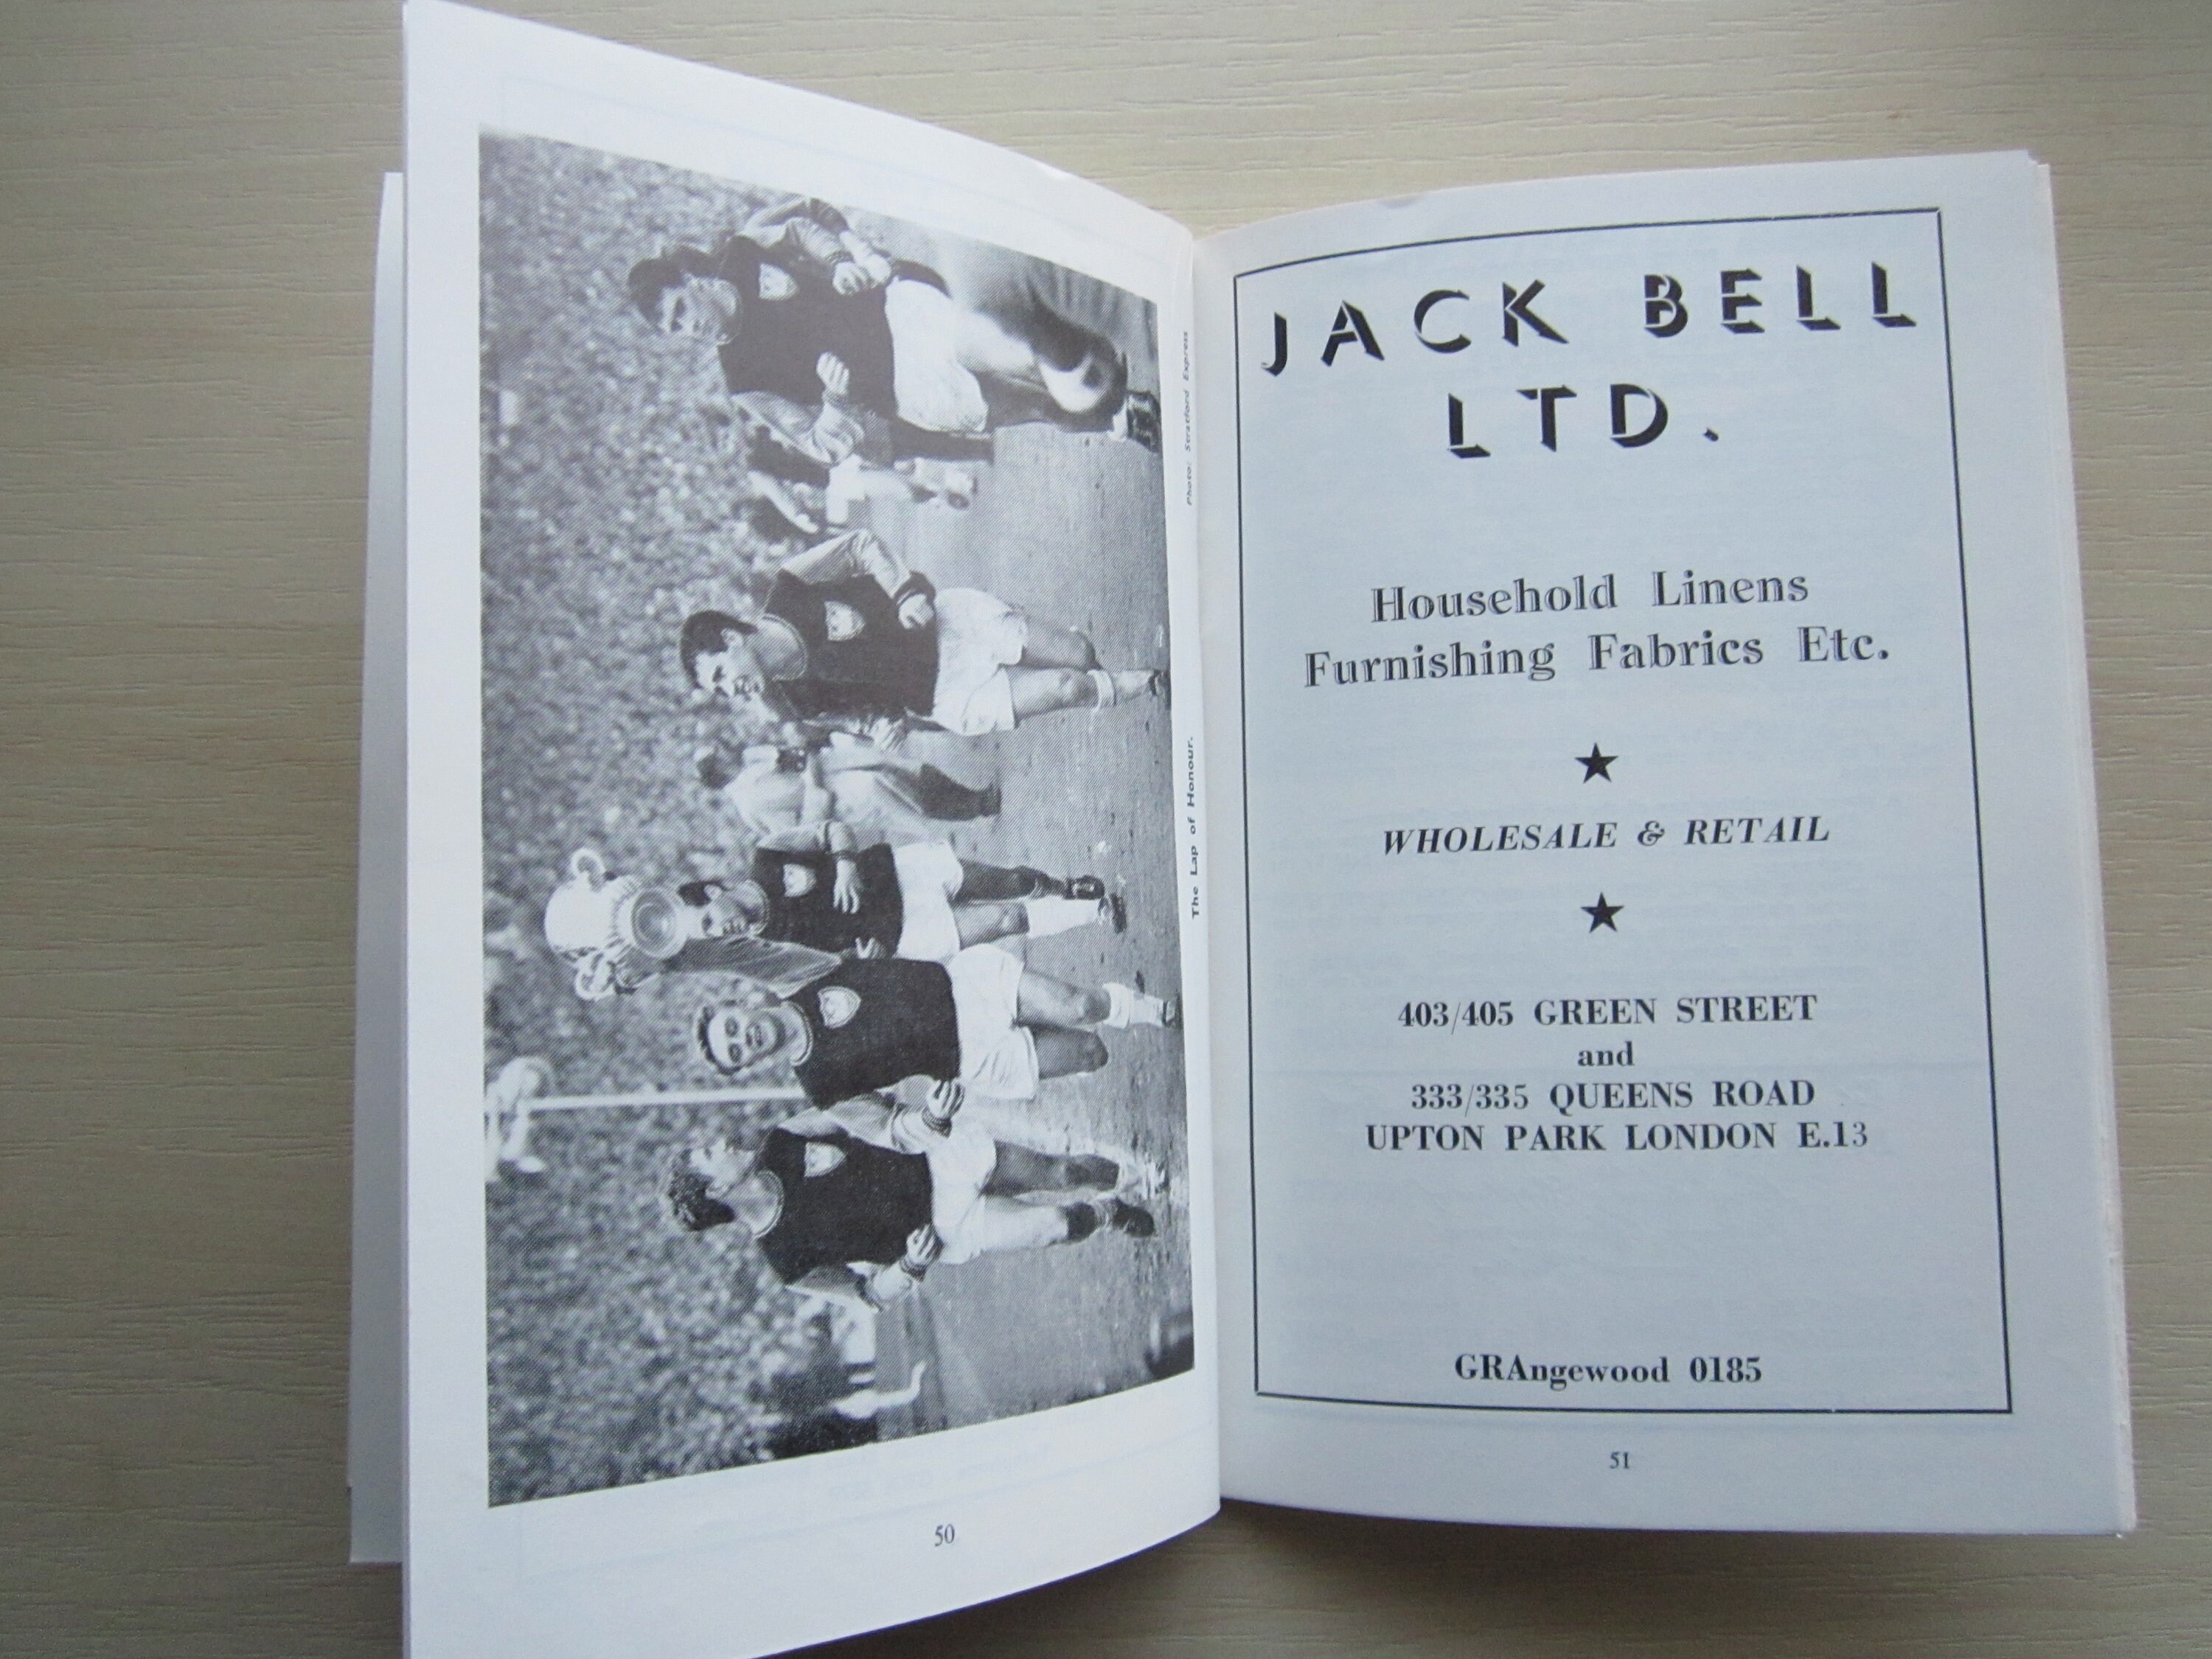 The Lap of Honour.
Photo: Stratford Express
50
JACK BELL
LTD.
Household Linens
Furnishing Fabrics Etc.
WHOLESALE & RETAIL
403/405 GREEN STREET
and
333/335 QUEENS ROAD
UPTON PARK LONDON E.13
GRAngewood 0185
51